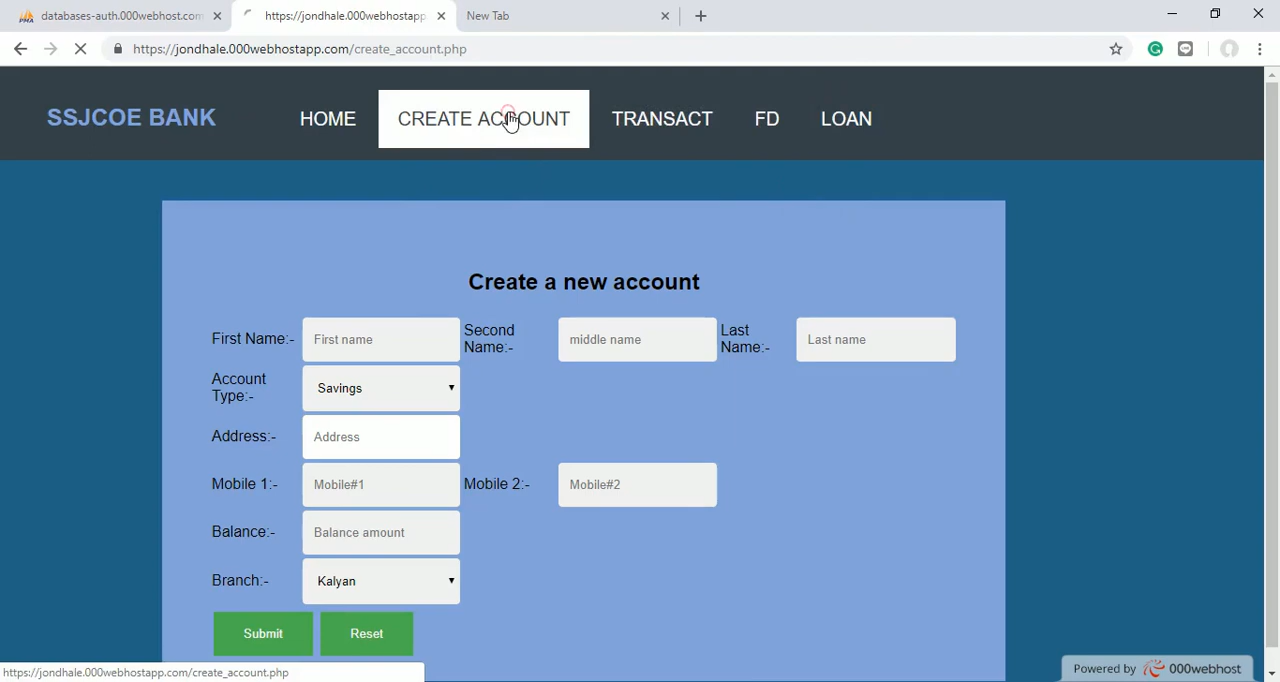 databases-auth.000webhost.com
https://jondhale.000webhostapp
New Tab
https://jondhale.000webhostapp.com/create_account.php
SSJCOE BANK
HOME
CREATE ACCOUNT
TRANSACT
FD
LOAN
Create a new account
First Name:-
First name
Second Name:-
middle name
Last Name:-
Last name
Account Type:-
Savings
Address:-
Address
Mobile 1:-
Mobile#1
Mobile 2:-
Mobile#2
Balance:-
Balance amount
Branch:-
Kalyan
Submit
Reset
https://jondhale.000webhostapp.com/create_account.php
Powered by 000webhost